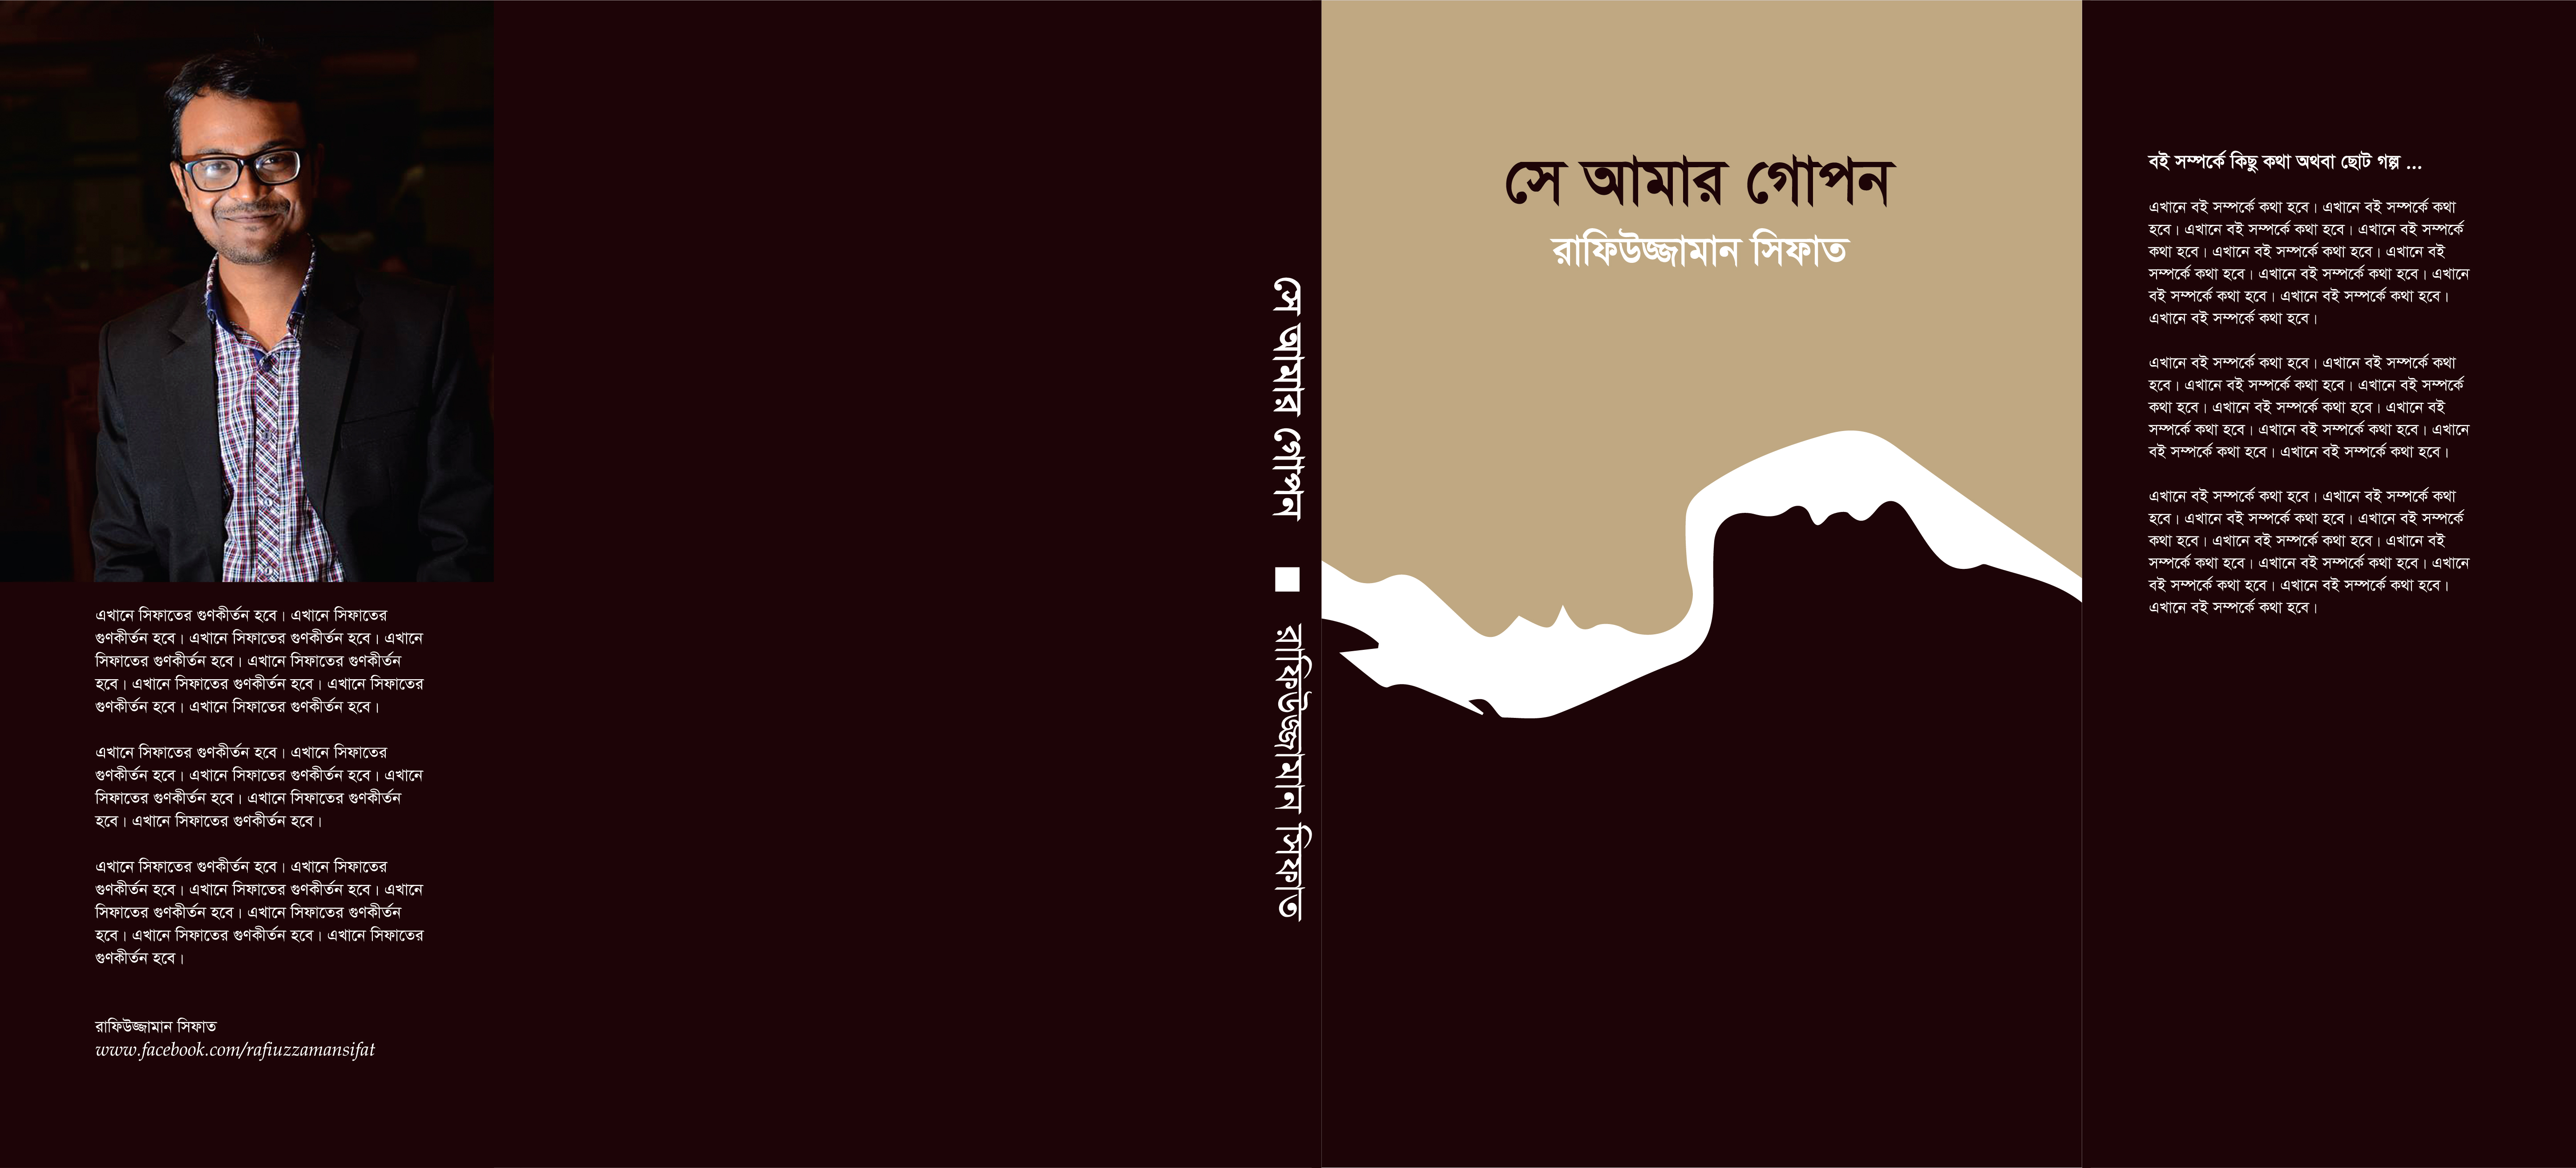 এখানে সিফাতের গুণকীর্তন হবে। এখানে সিফাতের
গুণকীর্তন হবে। এখানে সিফাতের গুণকীর্তন হবে। এখানে
সিফাতের গুণকীর্তন হবে। এখানে সিফাতের গুণকীর্তন
হবে। এখানে সিফাতের গুণকীর্তন হবে। এখানে সিফাতের
গুণকীর্তন হবে। এখানে সিফাতের গুণকীর্তন হবে।
এখানে সিফাতের গুণকীর্তন হবে। এখানে সিফাতের
গুণকীর্তন হবে। এখানে সিফাতের গুণকীর্তন হবে। এখানে
সিফাতের গুণকীর্তন হবে। এখানে সিফাতের গুণকীর্তন
হবে। এখানে সিফাতের গুণকীর্তন হবে।
এখানে সিফাতের গুণকীর্তন হবে। এখানে সিফাতের
গুণকীর্তন হবে। এখানে সিফাতের গুণকীর্তন হবে। এখানে
সিফাতের গুণকীর্তন হবে। এখানে সিফাতের গুণকীর্তন
হবে। এখানে সিফাতের গুণকীর্তন হবে। এখানে সিফাতের
গুণকীর্তন হবে।
রাফিউজ্জামান সিফাত
www.facebook.com/rafiuzzamansifat
সে আমার গোপন ■ রাফিউজ্জামান সিফাত
সে আমার গোপন
রাফিউজ্জামান সিফাত
বই সম্পর্কে কিছু কথা অথবা ছোট গল্প ...
এখানে বই সম্পর্কে কথা হবে। এখানে বই সম্পর্কে কথা
হবে। এখানে বই সম্পর্কে কথা হবে। এখানে বই সম্পর্কে
কথা হবে। এখানে বই সম্পর্কে কথা হবে। এখানে বই
সম্পর্কে কথা হবে। এখানে বই সম্পর্কে কথা হবে। এখানে
বই সম্পর্কে কথা হবে। এখানে বই সম্পর্কে কথা হবে।
এখানে বই সম্পর্কে কথা হবে।
এখানে বই সম্পর্কে কথা হবে। এখানে বই সম্পর্কে কথা
হবে। এখানে বই সম্পর্কে কথা হবে। এখানে বই সম্পর্কে
কথা হবে। এখানে বই সম্পর্কে কথা হবে। এখানে বই
সম্পর্কে কথা হবে। এখানে বই সম্পর্কে কথা হবে। এখানে
বই সম্পর্কে কথা হবে। এখানে বই সম্পর্কে কথা হবে।
এখানে বই সম্পর্কে কথা হবে। এখানে বই সম্পর্কে কথা
হবে। এখানে বই সম্পর্কে কথা হবে। এখানে বই সম্পর্কে
কথা হবে। এখানে বই সম্পর্কে কথা হবে। এখানে বই
সম্পর্কে কথা হবে। এখানে বই সম্পর্কে কথা হবে। এখানে
বই সম্পর্কে কথা হবে। এখানে বই সম্পর্কে কথা হবে।
এখানে বই সম্পর্কে কথা হবে।